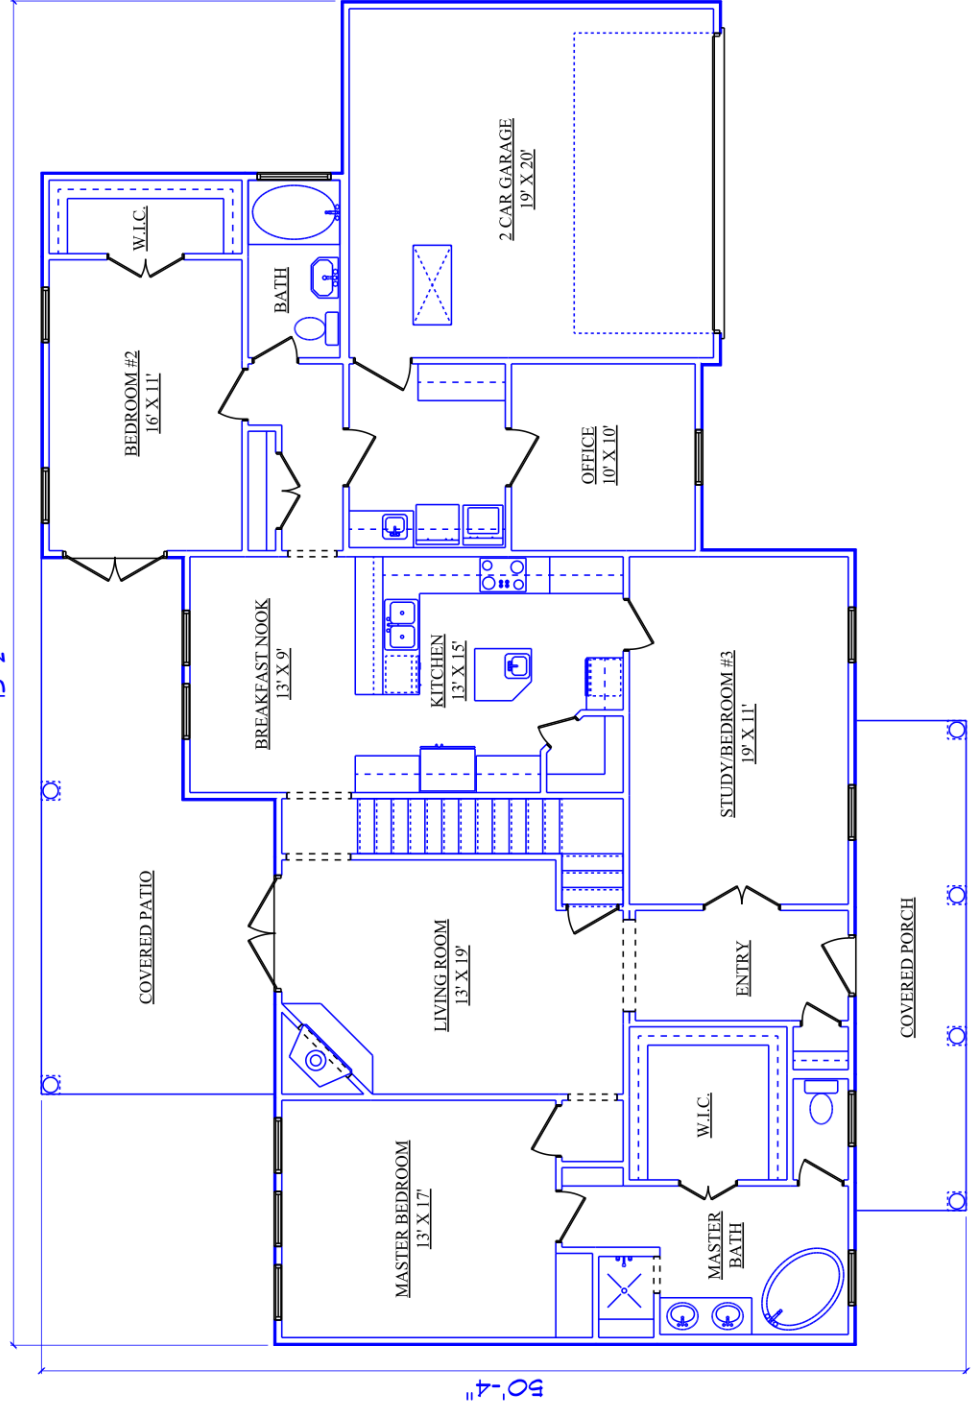 2 CAR GARAGE
19' X 20'
W.I.C.
BATH
BEDROOM #2
16' X 11'
OFFICE
10' X 10'
BREAKFAST NOOK
13' X 9'
KITCHEN
13' X 15'
STUDY/BEDROOM #3
19' X 11'
COVERED PATIO
LIVING ROOM
13' X 19'
ENTRY
COVERED PORCH
W.I.C.
MASTER BEDROOM
13' X 17'
MASTER
BATH
50'-4"